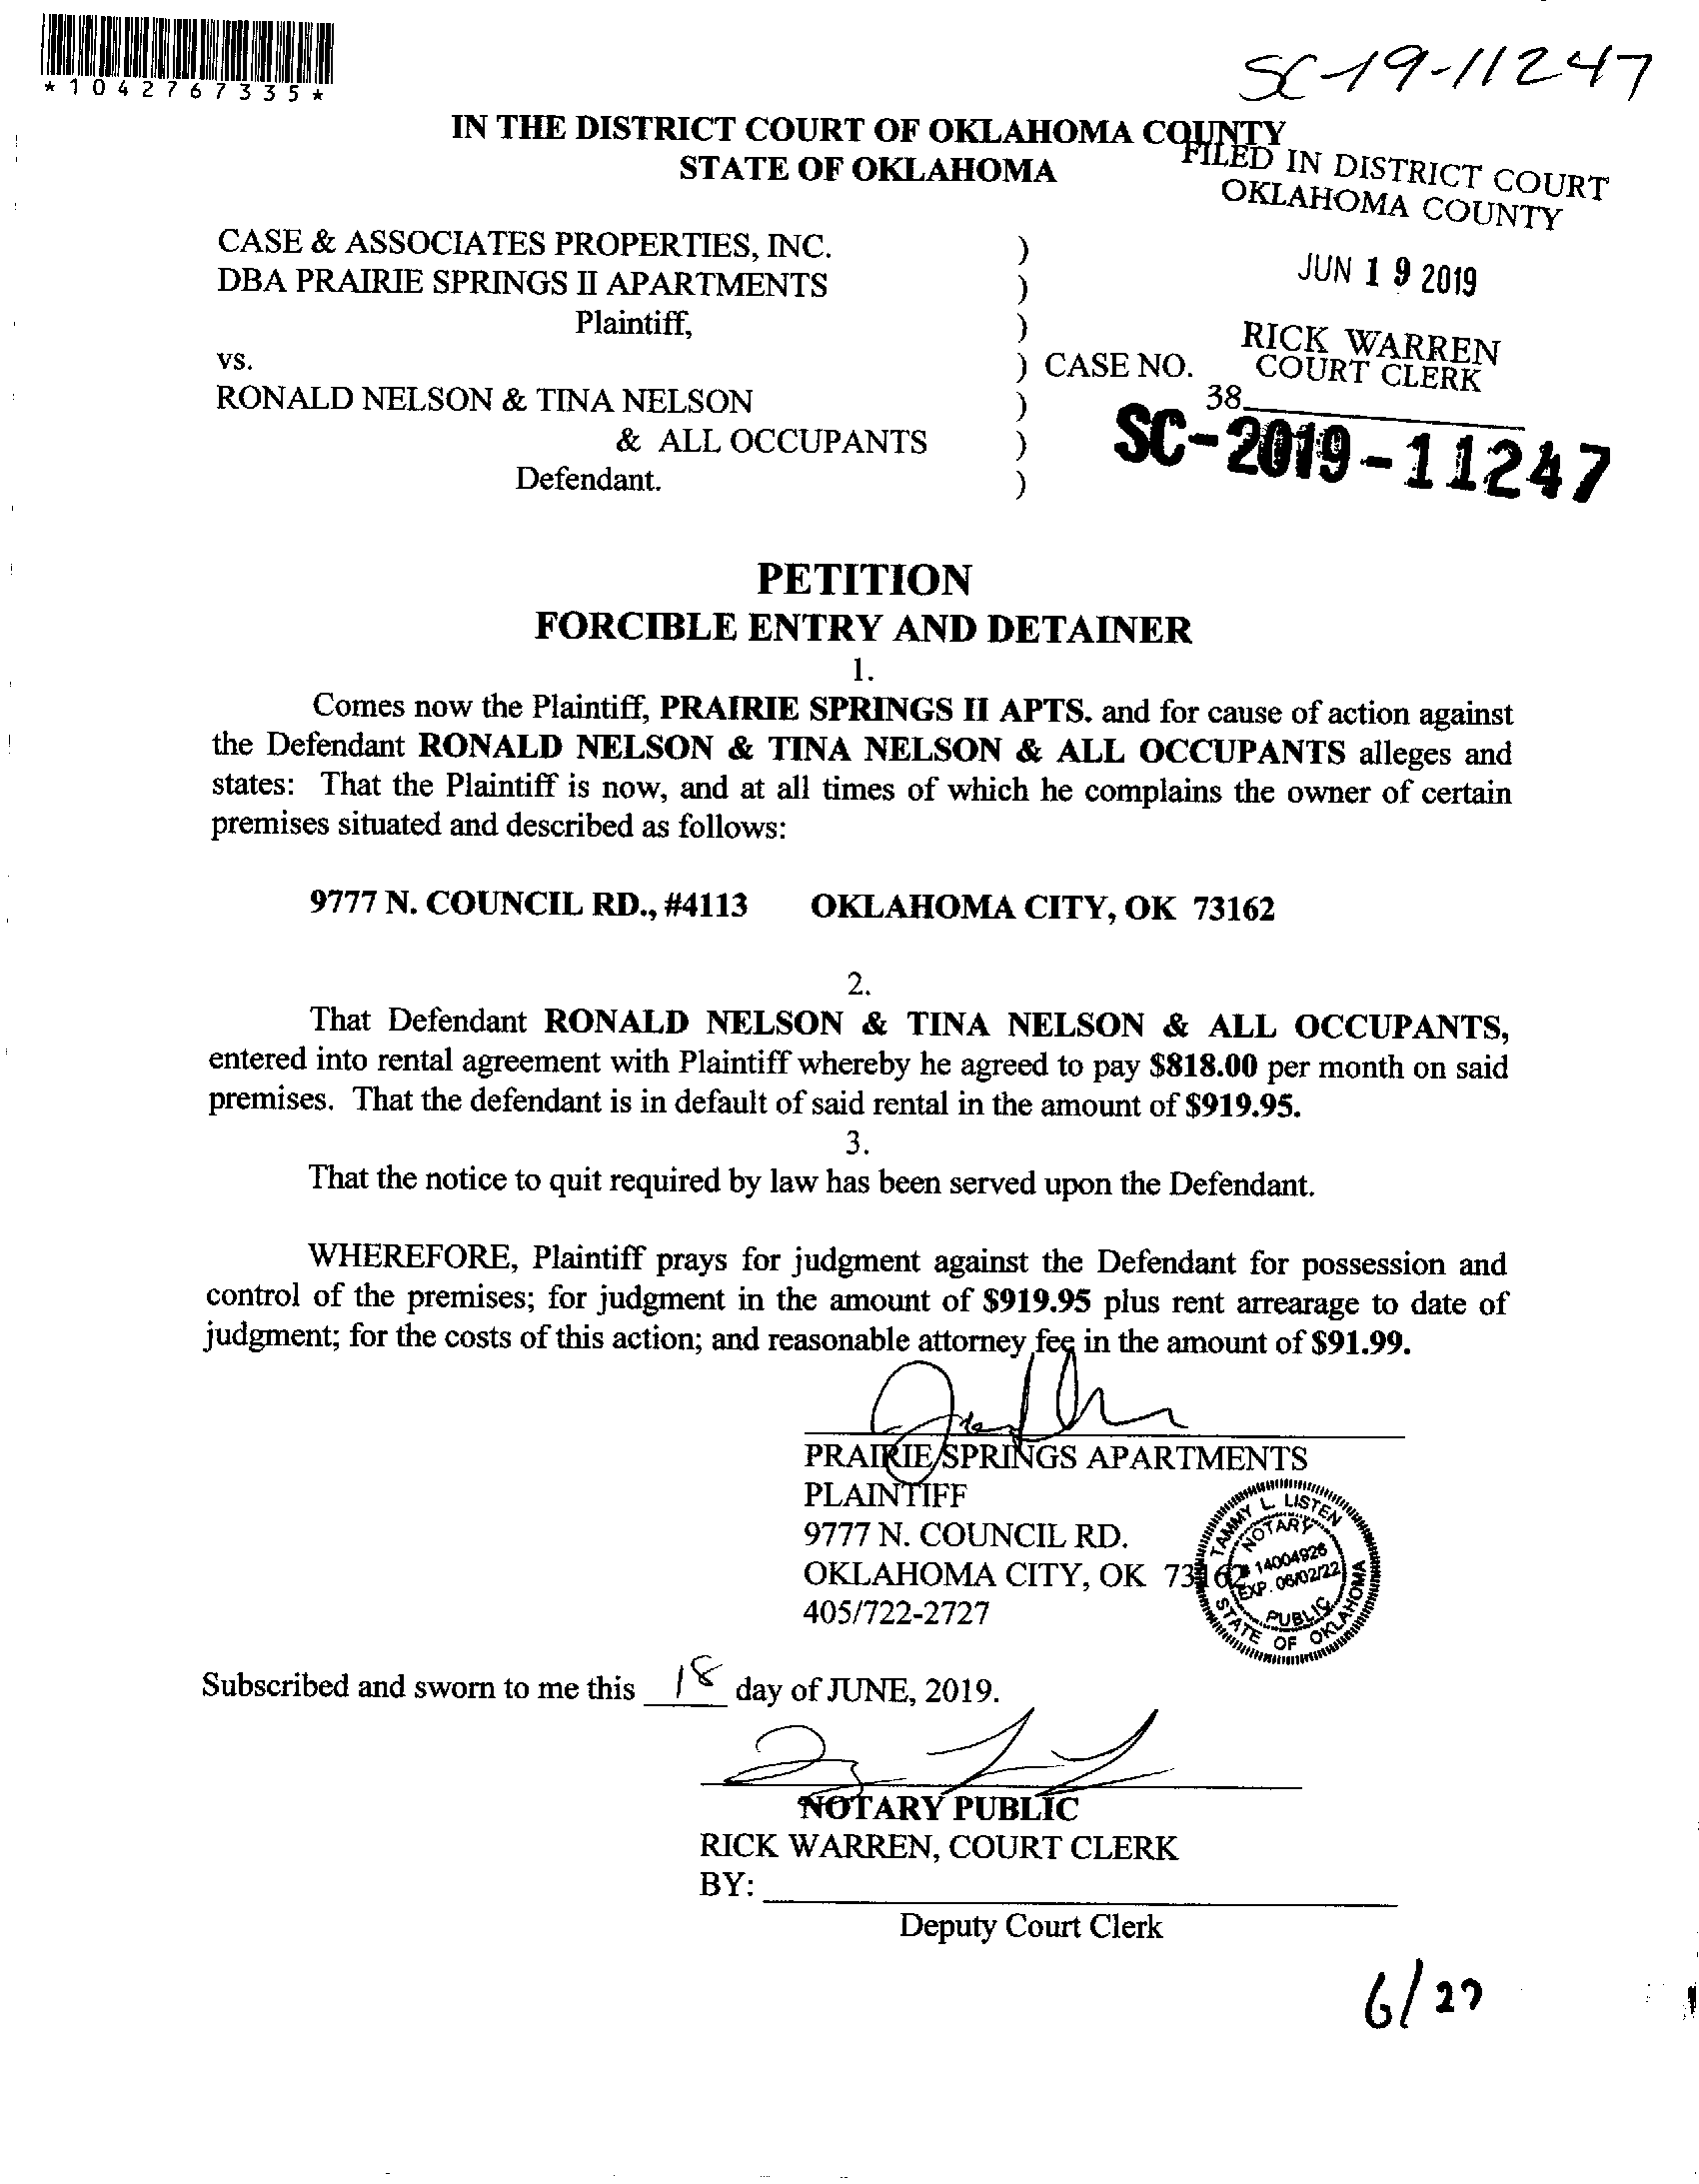 *1042767335*
SC-19-11247
IN THE DISTRICT COURT OF OKLAHOMA COUNTY
STATE OF OKLAHOMA
FILED IN DISTRICT COURT
OKLAHOMA COUNTY
JUN 19 2019
RICK WARREN
COURT CLERK
38
SC-2019-11247
CASE & ASSOCIATES PROPERTIES, INC. )
DBA PRAIRIE SPRINGS II APARTMENTS )
Plaintiff, )
vs. ) CASE NO.
RONALD NELSON & TINA NELSON )
& ALL OCCUPANTS )
Defendant. )
PETITION
FORCIBLE ENTRY AND DETAINER
1.
Comes now the Plaintiff, PRAIRIE SPRINGS II APTS. and for cause of action against
the Defendant RONALD NELSON & TINA NELSON & ALL OCCUPANTS alleges and
states: That the Plaintiff is now, and at all times of which he complains the owner of certain
premises situated and described as follows:
9777 N. COUNCIL RD., #4113 OKLAHOMA CITY, OK 73162
2.
That Defendant RONALD NELSON & TINA NELSON & ALL OCCUPANTS,
entered into rental agreement with Plaintiff whereby he agreed to pay $818.00 per month on said
premises. That the defendant is in default of said rental in the amount of $919.95.
3.
That the notice to quit required by law has been served upon the Defendant.
WHEREFORE, Plaintiff prays for judgment against the Defendant for possession and
control of the premises; for judgment in the amount of $919.95 plus rent arrearage to date of
judgment; for the costs of this action; and reasonable attorney fee in the amount of $91.99.
PRAIRIE SPRINGS APARTMENTS
PLAINTIFF
9777 N. COUNCIL RD.
OKLAHOMA CITY, OK 73162
405/722-2727
TAMMY L. LISTEN
NOTARY
# 14004926
EXP. 06/02/22
PUBLIC
STATE OF OKLAHOMA
Subscribed and sworn to me this 18 day of JUNE, 2019.
NOTARY PUBLIC
RICK WARREN, COURT CLERK
BY:
Deputy Court Clerk
6/27